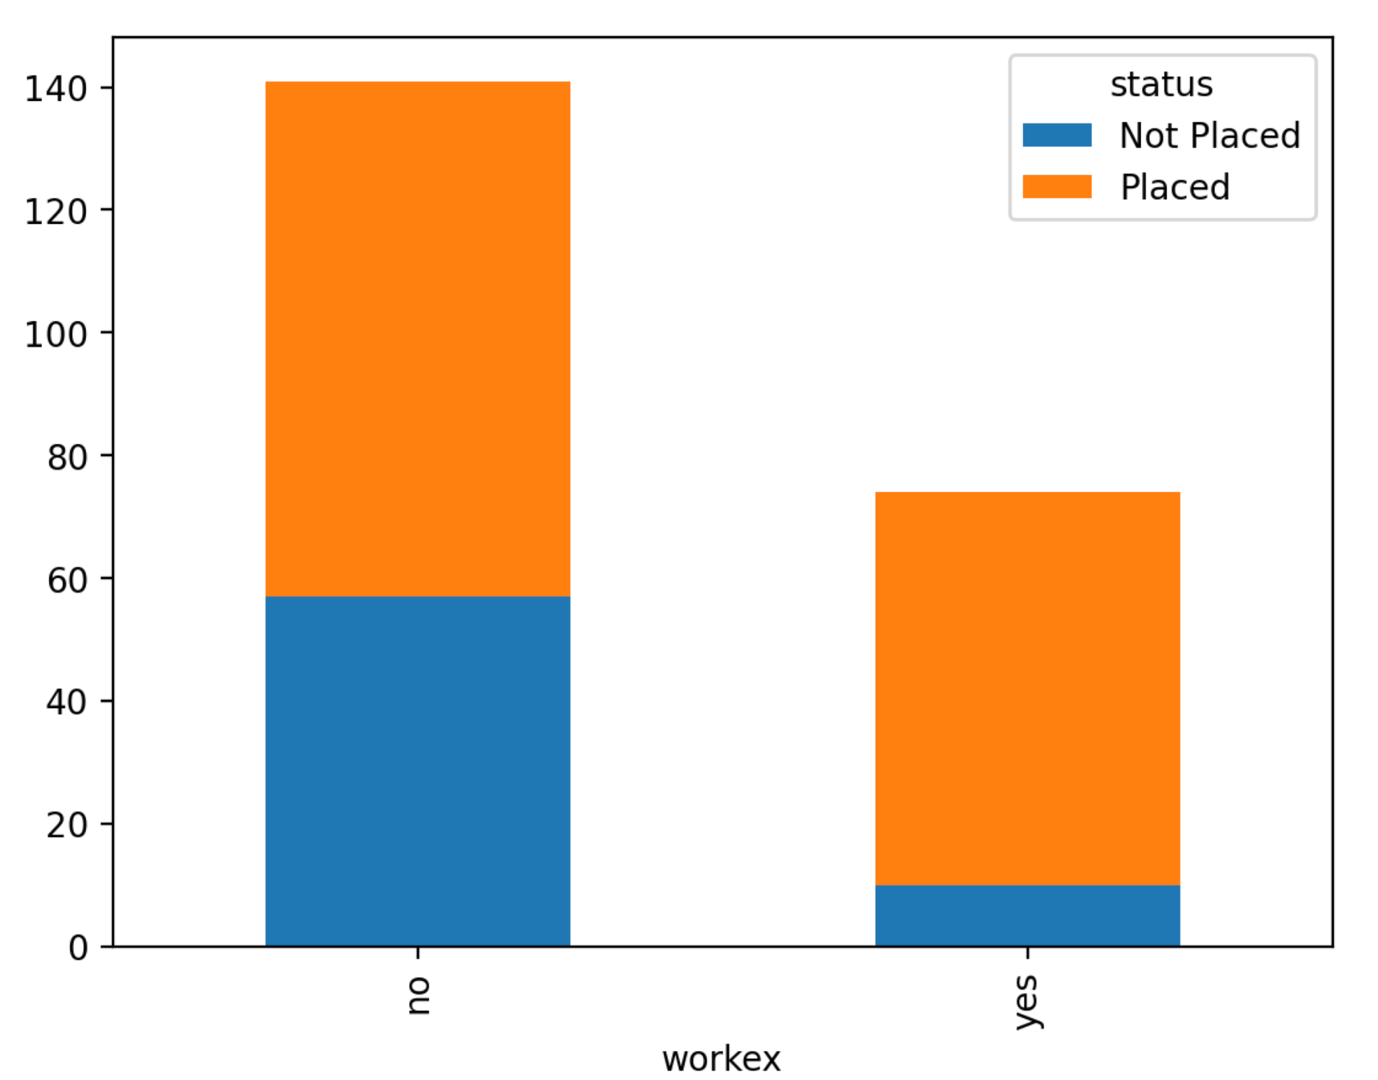 140
120
100
80
60
40
20
0
status
Not Placed
Placed
no
yes
workex